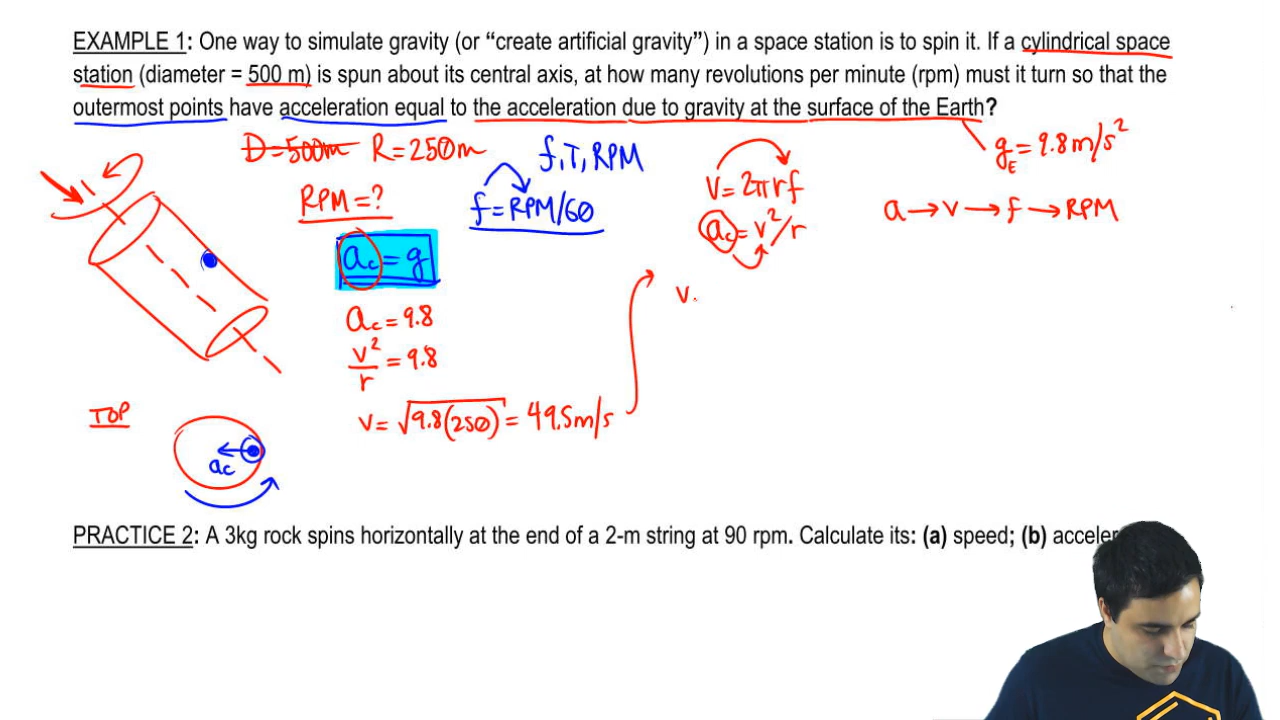 EXAMPLE 1: One way to simulate gravity (or “create artificial gravity”) in a space station is to spin it. If a cylindrical space
station (diameter = 500 m) is spun about its central axis, at how many revolutions per minute (rpm) must it turn so that the
outermost points have acceleration equal to the acceleration due to gravity at the surface of the Earth?
D=500m R=250m
f, T, RPM
RPM=?
f=RPM/60
v=2πrf
a_c=v²/r
g_E=9.8m/s²
a→v→f→RPM
a_c=g
a_c=9.8
v²/r=9.8
v=√9.8(250)=49.5m/s
v
TOP
a_c
PRACTICE 2: A 3kg rock spins horizontally at the end of a 2-m string at 90 rpm. Calculate its: (a) speed; (b)